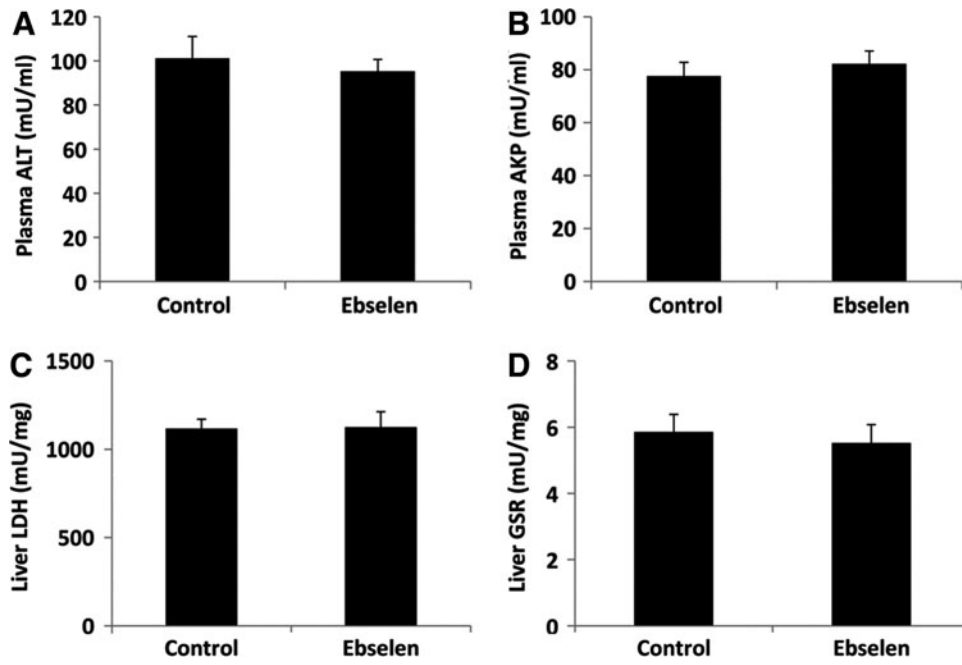 A
Plasma ALT (mU/ml)
120
100
80
60
40
20
0
Control
Ebselen
B
Plasma AKP (mU/ml)
100
80
60
40
20
0
Control
Ebselen
C
Liver LDH (mU/mg)
1500
1000
500
0
Control
Ebselen
D
Liver GSR (mU/mg)
8
6
4
2
0
Control
Ebselen